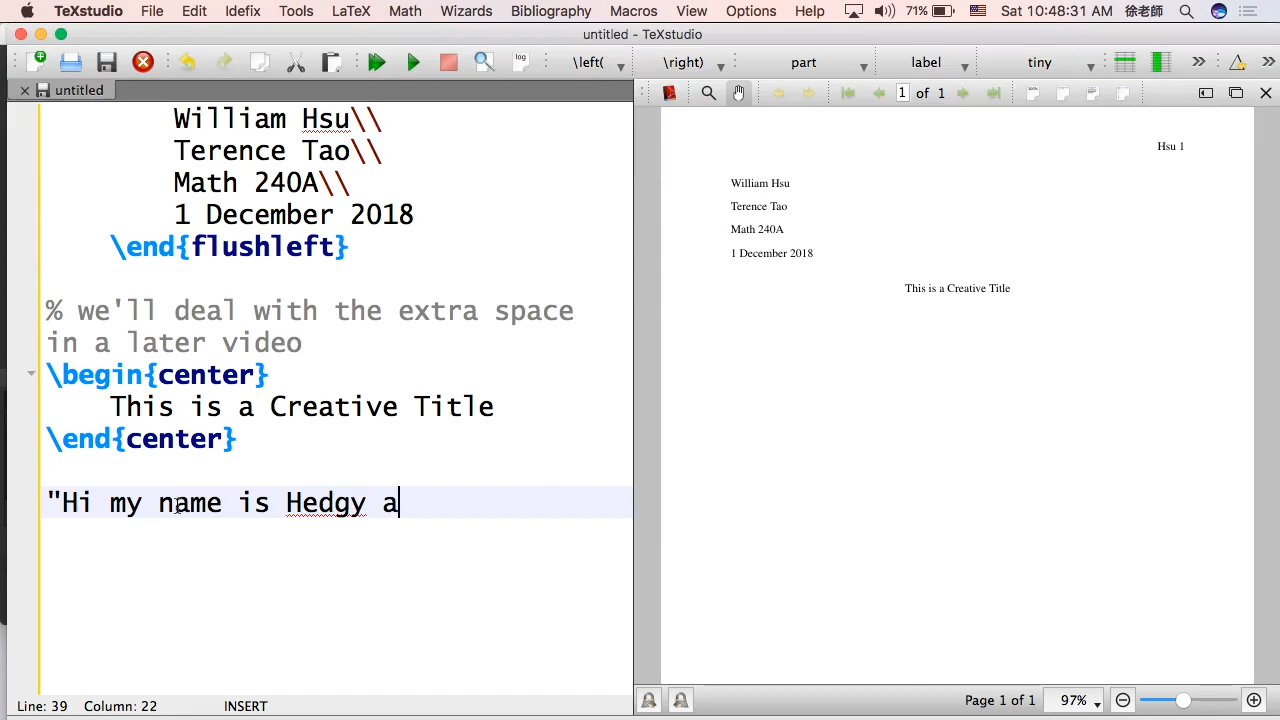 TeXstudio File Edit Idefix Tools LaTeX Math Wizards Bibliography Macros View Options Help 71% Sat 10:48:31 AM 徐老師
untitled - TeXstudio
log \left( \right) part label tiny
untitled
1 of 1
William Hsu\\
Terence Tao\\
Math 240A\\
1 December 2018
\end{flushleft}
% we'll deal with the extra space
in a later video
\begin{center}
This is a Creative Title
\end{center}
"Hi my name is Hedgy a
Line: 39 Column: 22 INSERT
Hsu 1
William Hsu
Terence Tao
Math 240A
1 December 2018
This is a Creative Title
Page 1 of 1 97%